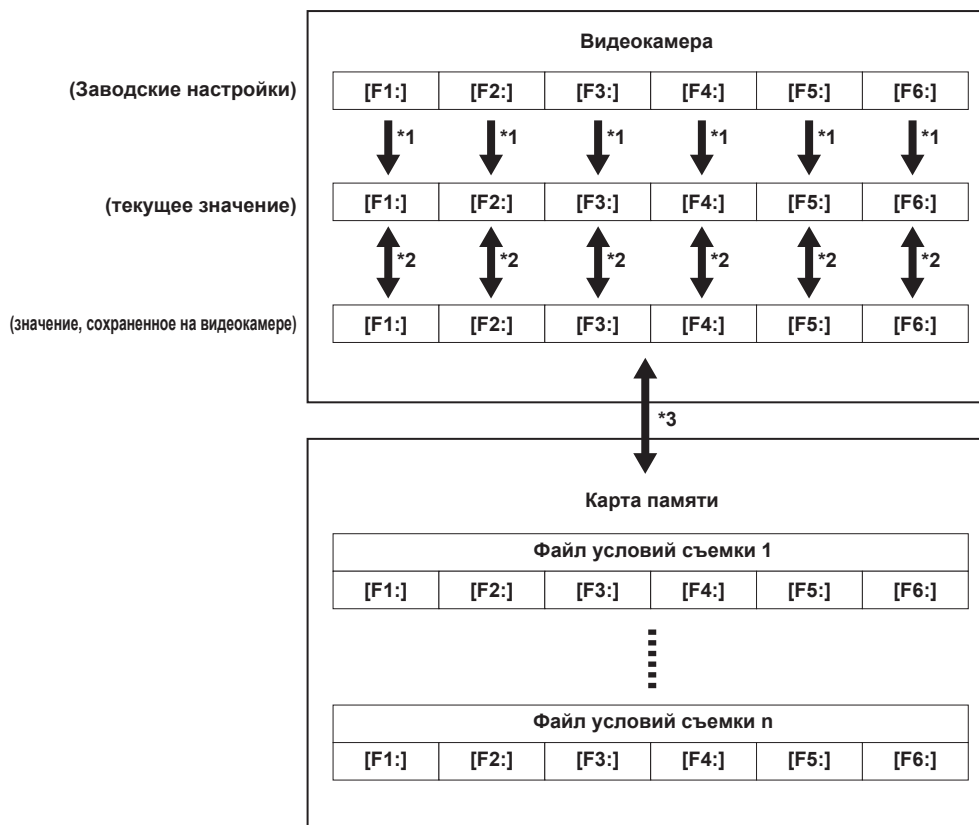 Видеокамера
(Заводские настройки) [F1:] [F2:] [F3:] [F4:] [F5:] [F6:]
*1 *1 *1 *1 *1 *1
(текущее значение) [F1:] [F2:] [F3:] [F4:] [F5:] [F6:]
*2 *2 *2 *2 *2 *2
(значение, сохраненное на видеокамере) [F1:] [F2:] [F3:] [F4:] [F5:] [F6:]
*3
Карта памяти
Файл условий съемки 1
[F1:] [F2:] [F3:] [F4:] [F5:] [F6:]
Файл условий съемки n
[F1:] [F2:] [F3:] [F4:] [F5:] [F6:]